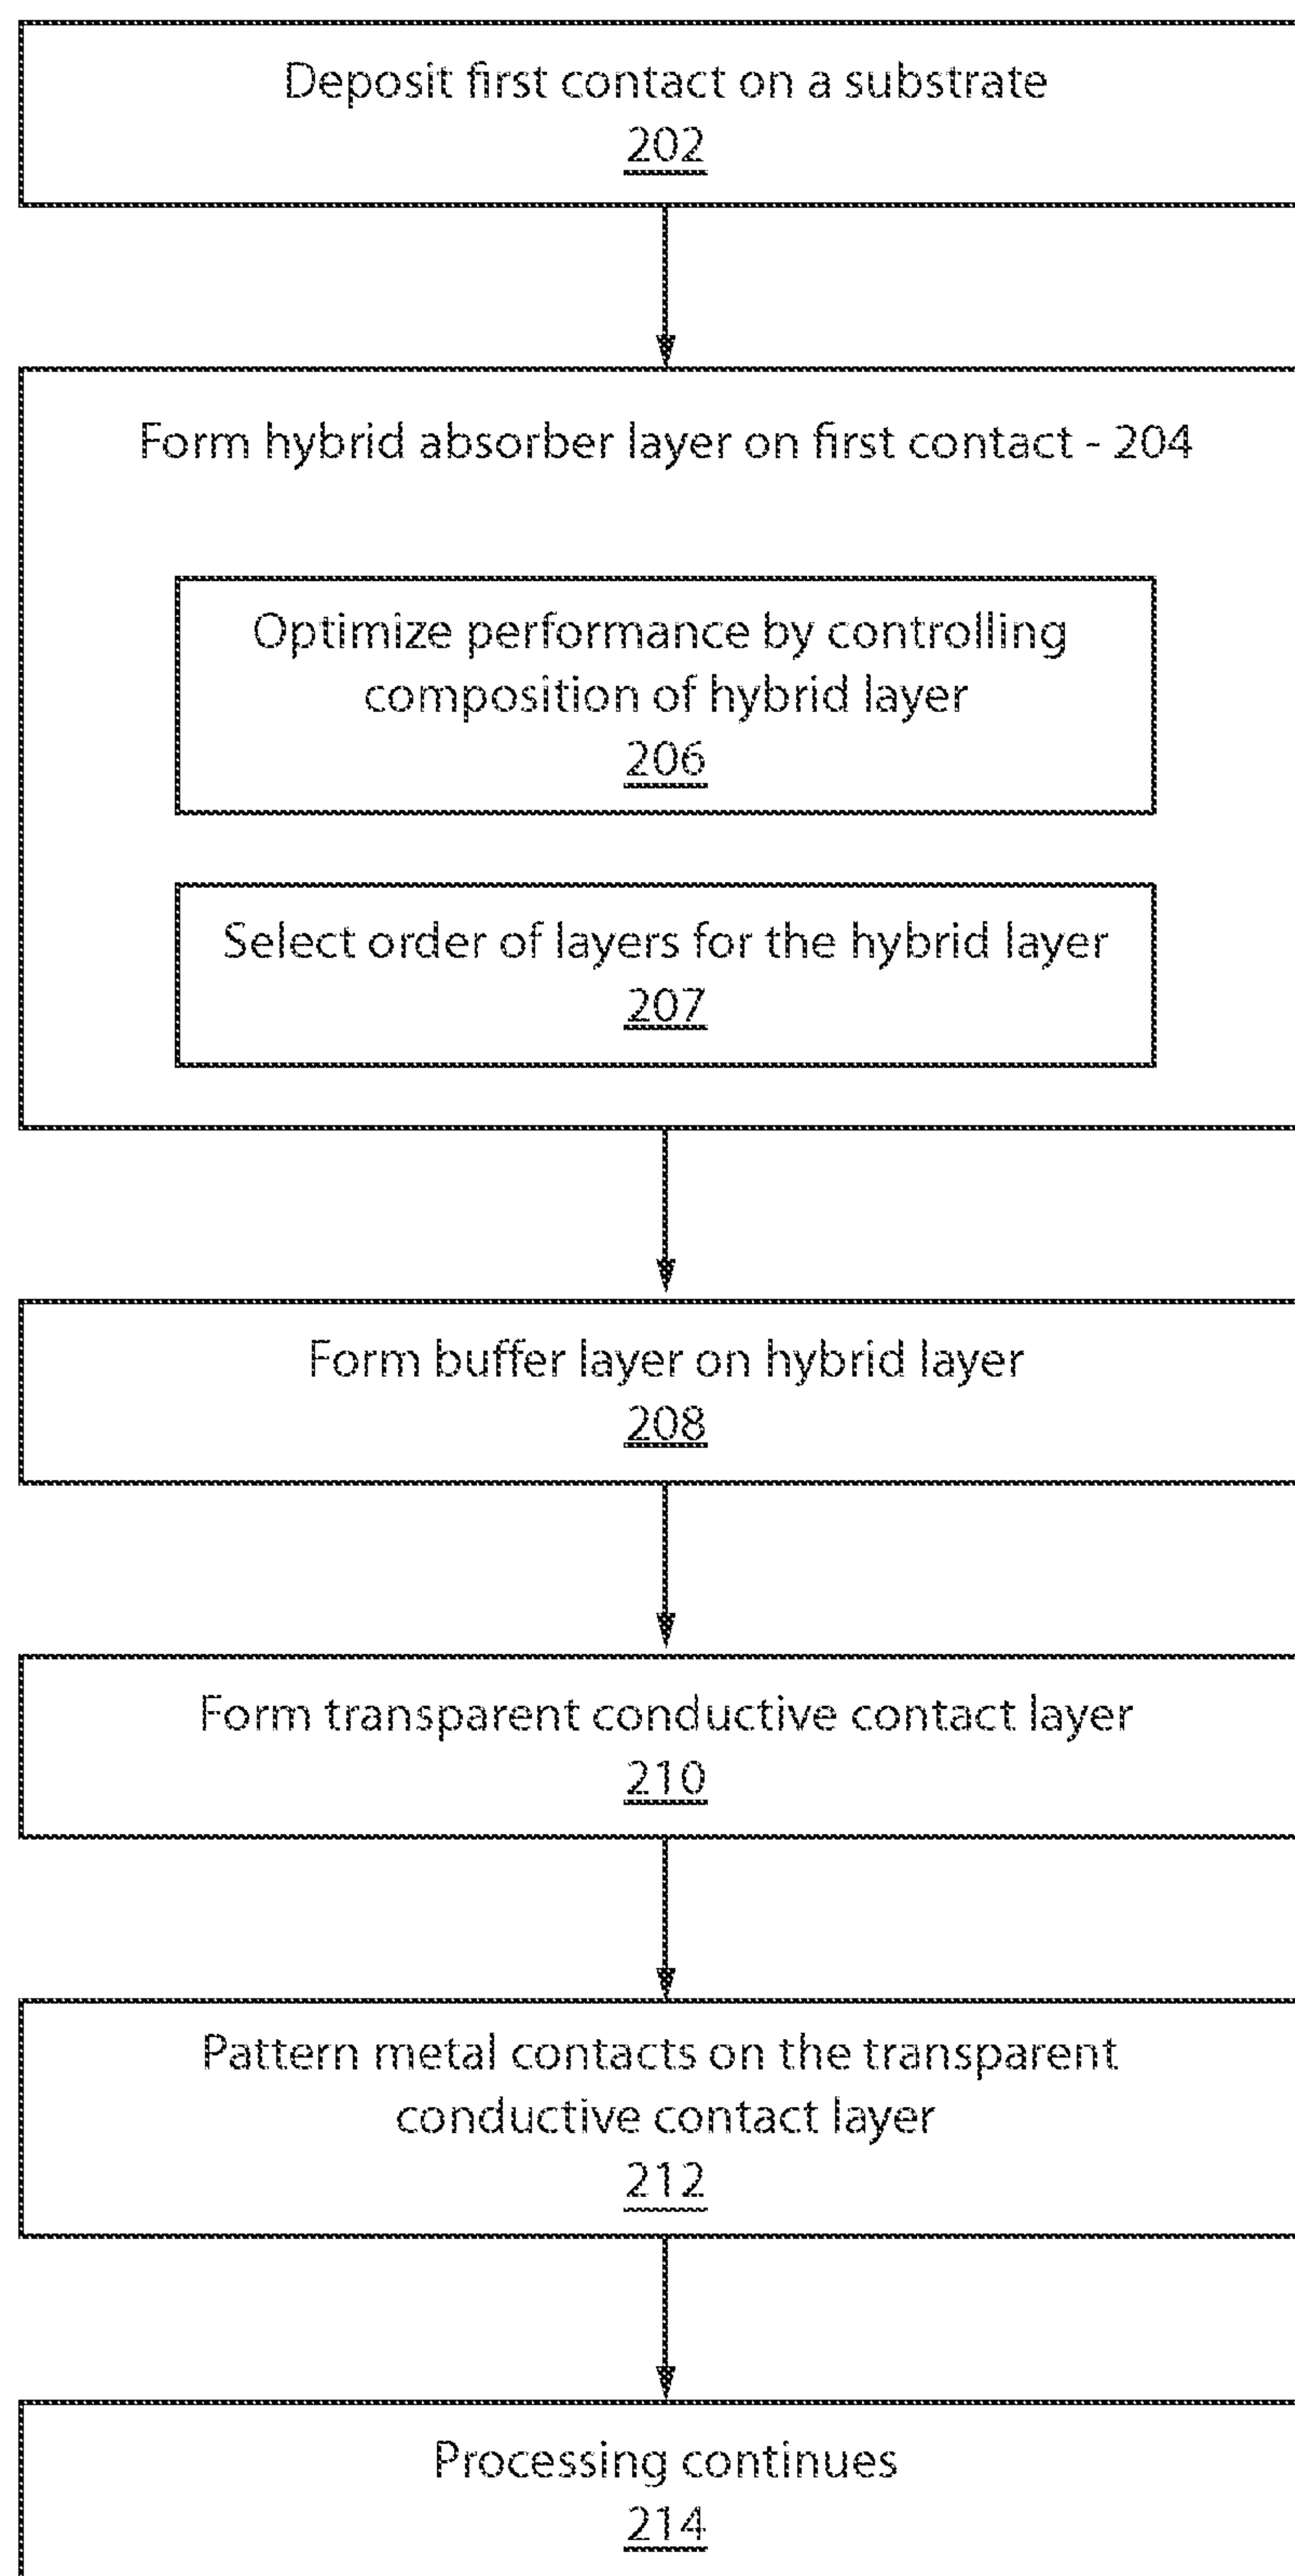 Deposit first contact on a substrate
202
Form hybrid absorber layer on first contact - 204
Optimize performance by controlling
composition of hybrid layer
206
Select order of layers for the hybrid layer
207
Form buffer layer on hybrid layer
208
Form transparent conductive contact layer
210
Pattern metal contacts on the transparent
conductive contact layer
212
Processing continues
214